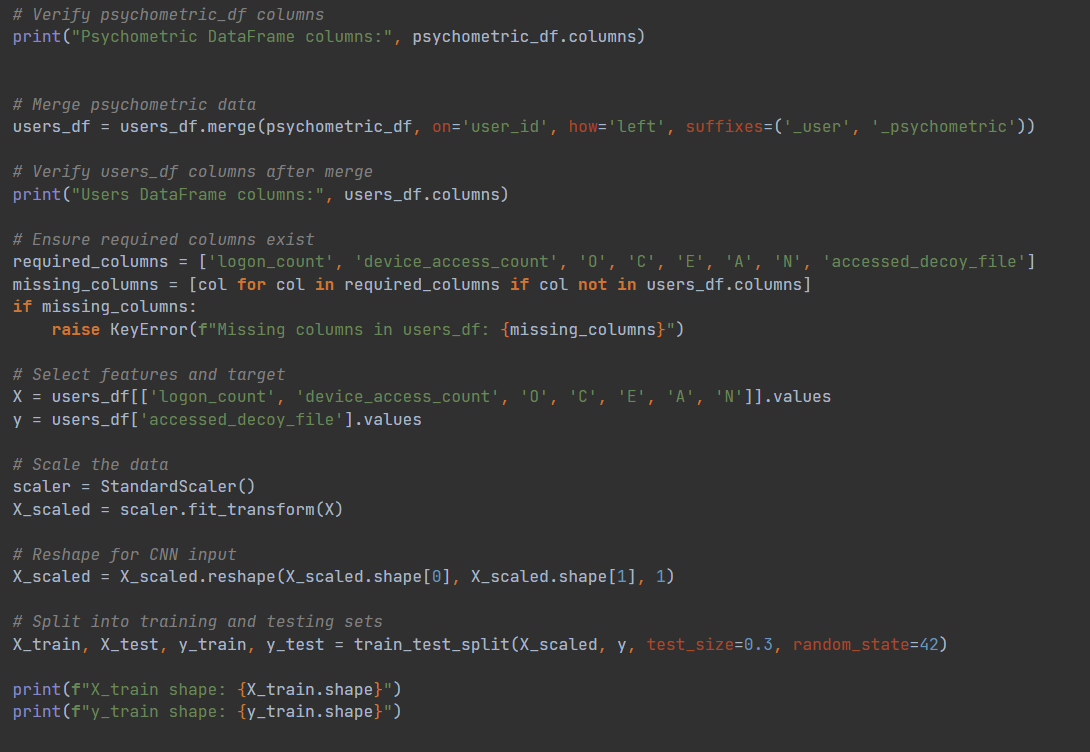 # Verify psychometric_df columns
print("Psychometric DataFrame columns:", psychometric_df.columns)
# Merge psychometric data
users_df = users_df.merge(psychometric_df, on='user_id', how='left', suffixes=('_user', '_psychometric'))
# Verify users_df columns after merge
print("Users DataFrame columns:", users_df.columns)
# Ensure required columns exist
required_columns = ['logon_count', 'device_access_count', 'O', 'C', 'E', 'A', 'N', 'accessed_decoy_file']
missing_columns = [col for col in required_columns if col not in users_df.columns]
if missing_columns:
    raise KeyError(f"Missing columns in users_df: {missing_columns}")
# Select features and target
X = users_df[['logon_count', 'device_access_count', 'O', 'C', 'E', 'A', 'N']].values
y = users_df['accessed_decoy_file'].values
# Scale the data
scaler = StandardScaler()
X_scaled = scaler.fit_transform(X)
# Reshape for CNN input
X_scaled = X_scaled.reshape(X_scaled.shape[0], X_scaled.shape[1], 1)
# Split into training and testing sets
X_train, X_test, y_train, y_test = train_test_split(X_scaled, y, test_size=0.3, random_state=42)
print(f"X_train shape: {X_train.shape}")
print(f"y_train shape: {y_train.shape}")